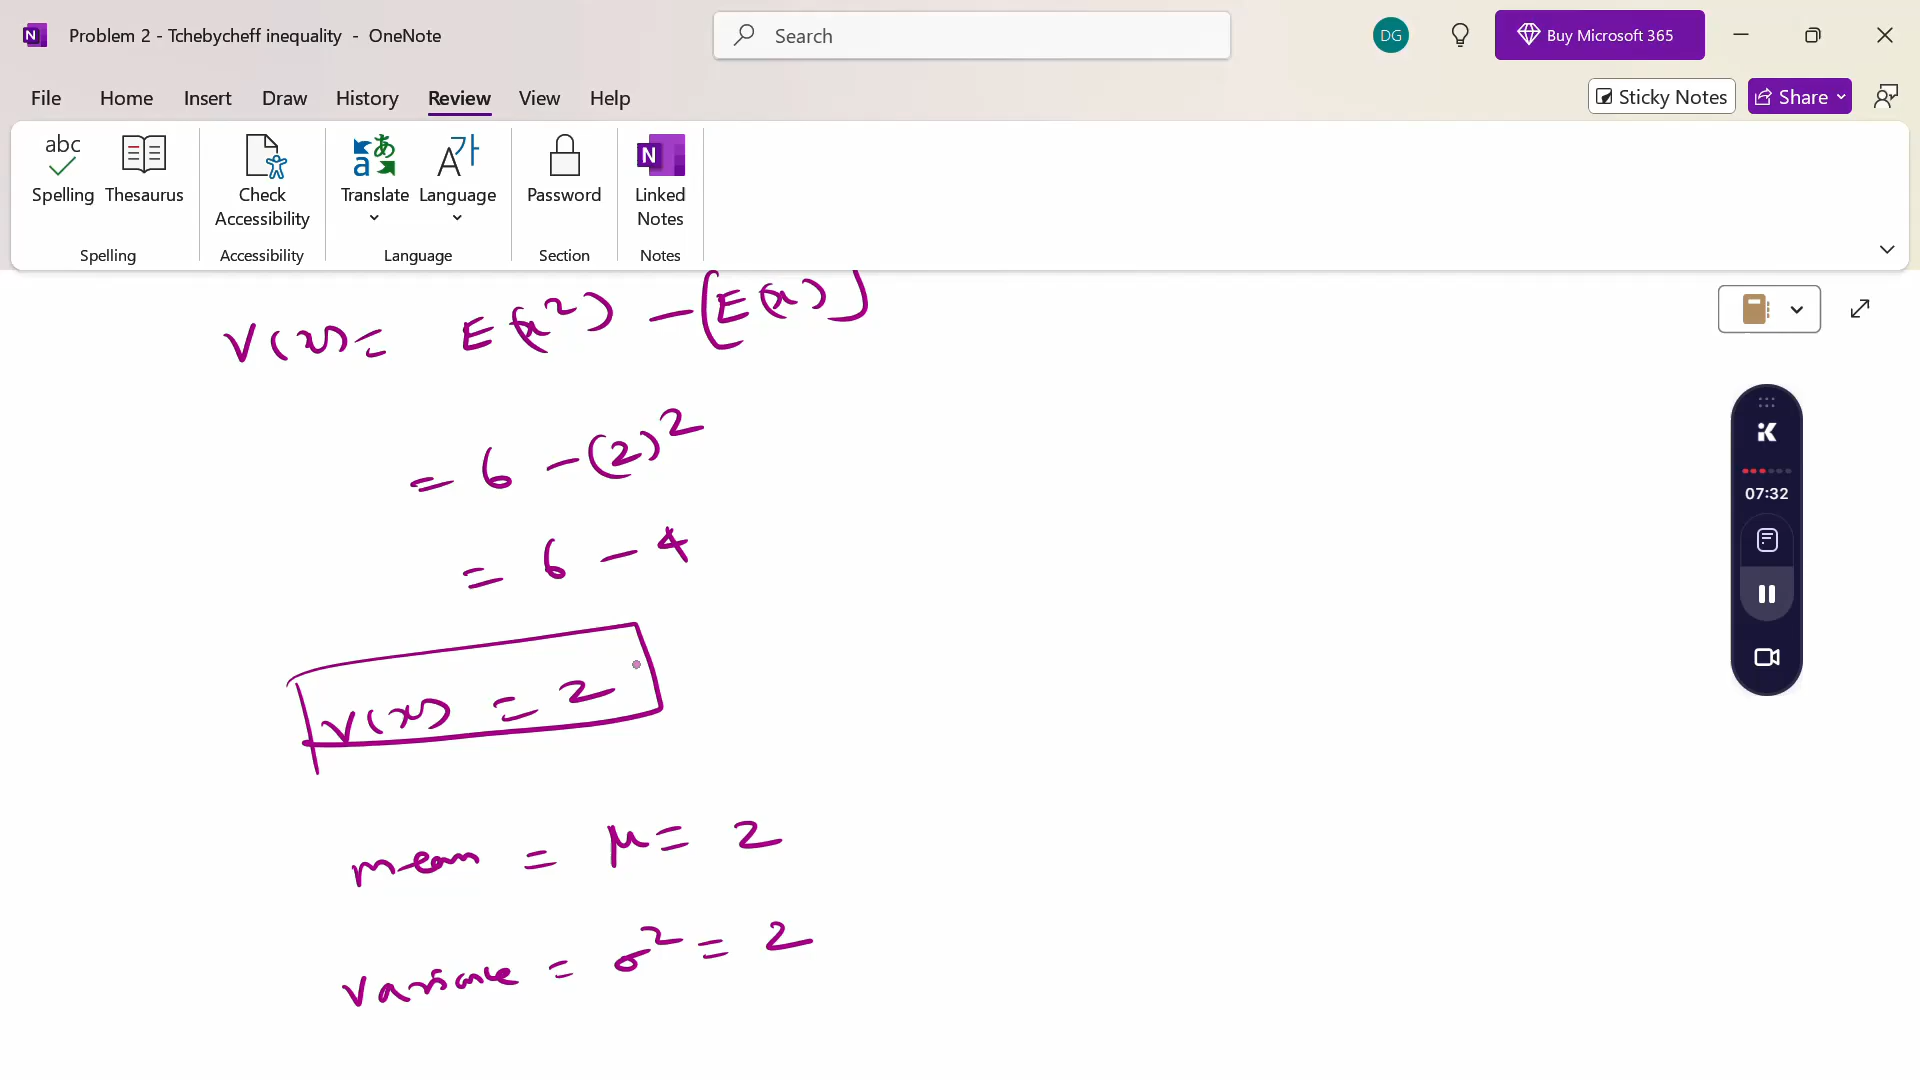 Problem 2 - Tchebycheff inequality - OneNote
Search
DG
Buy Microsoft 365
File Home Insert Draw History Review View Help
Sticky Notes
Share
abc
Spelling
Thesaurus
Check Accessibility
Translate
Language
Password
Linked Notes
Spelling
Accessibility
Language
Section
Notes
V(x) = E(x²) - [E(x)]
= 6 - (2)²
= 6 - 4
V(x) = 2
mean = μ = 2
variance = σ² = 2
07:32